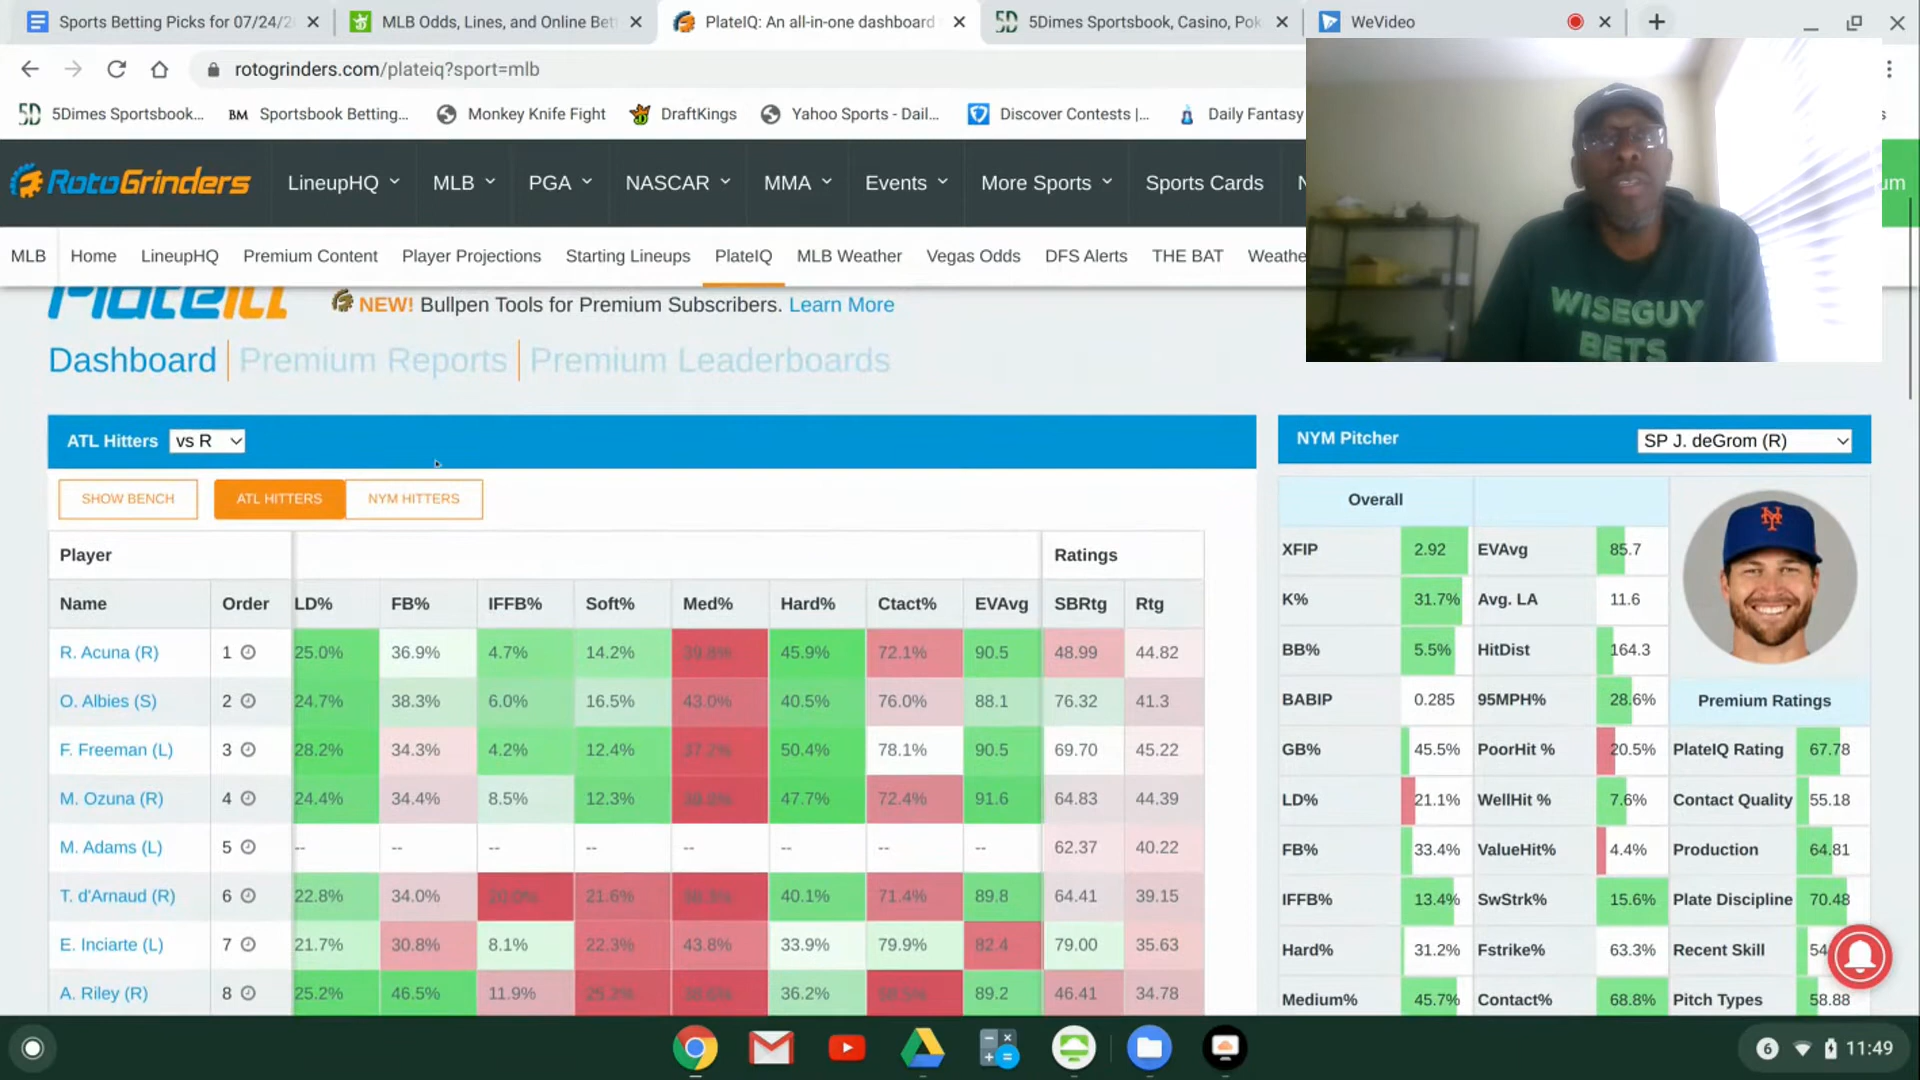 Sports Betting Picks for 07/24/2
MLB Odds, Lines, and Online Bet
PlateIQ: An all-in-one dashboard
5Dimes Sportsbook, Casino, Pok
WeVideo
rotogrinders.com/plateiq?sport=mlb
5Dimes Sportsbook...
BM Sportsbook Betting...
Monkey Knife Fight
DraftKings
Yahoo Sports - Dail...
Discover Contests |...
Daily Fantasy
RotoGrinders
LineupHQ
MLB
PGA
NASCAR
MMA
Events
More Sports
Sports Cards
um
MLB
Home
LineupHQ
Premium Content
Player Projections
Starting Lineups
PlateIQ
MLB Weather
Vegas Odds
DFS Alerts
THE BAT
Weathe
WISEGUY
BETS
NEW! Bullpen Tools for Premium Subscribers. Learn More
Dashboard
Premium Reports
Premium Leaderboards
ATL Hitters vs R
SHOW BENCH
ATL HITTERS
NYM HITTERS
Player
Ratings
Name Order LD% FB% IFFB% Soft% Med% Hard% Ctact% EVAvg SBRtg Rtg
R. Acuna (R) 1 25.0% 36.9% 4.7% 14.2% 39.8% 45.9% 72.1% 90.5 48.99 44.82
O. Albies (S) 2 24.7% 38.3% 6.0% 16.5% 43.0% 40.5% 76.0% 88.1 76.32 41.3
F. Freeman (L) 3 28.2% 34.3% 4.2% 12.4% 37.2% 50.4% 78.1% 90.5 69.70 45.22
M. Ozuna (R) 4 24.4% 34.4% 8.5% 12.3% 47.7% 72.4% 91.6 64.83 44.39
M. Adams (L) 5 -- -- -- -- -- -- -- -- 62.37 40.22
T. d'Arnaud (R) 6 22.8% 34.0% 20.0% 21.6% 40.1% 71.4% 89.8 64.41 39.15
E. Inciarte (L) 7 21.7% 30.8% 8.1% 22.3% 43.8% 33.9% 79.9% 82.4 79.00 35.63
A. Riley (R) 8 25.2% 46.5% 11.9% 25.2% 36.2% 89.2 46.41 34.78
NYM Pitcher SP J. deGrom (R)
Overall
XFIP 2.92 EVAvg 85.7
K% 31.7% Avg. LA 11.6
BB% 5.5% HitDist 164.3
BABIP 0.285 95MPH% 28.6% Premium Ratings
GB% 45.5% PoorHit % 20.5% PlateIQ Rating 67.78
LD% 21.1% WellHit % 7.6% Contact Quality 55.18
FB% 33.4% ValueHit% 4.4% Production 64.81
IFFB% 13.4% SwStrk% 15.6% Plate Discipline 70.48
Hard% 31.2% Fstrike% 63.3% Recent Skill 54
Medium% 45.7% Contact% 68.8% Pitch Types 58.88
6 11:49